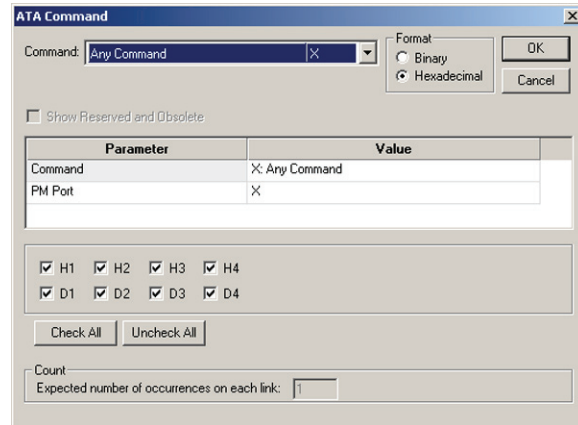 ATA Command
Command: Any Command X
Format
Binary
Hexadecimal
OK
Cancel
Show Reserved and Obsolete
Parameter Value
Command X: Any Command
PM Port X
H1 H2 H3 H4
D1 D2 D3 D4
Check All Uncheck All
Count
Expected number of occurrences on each link: 1